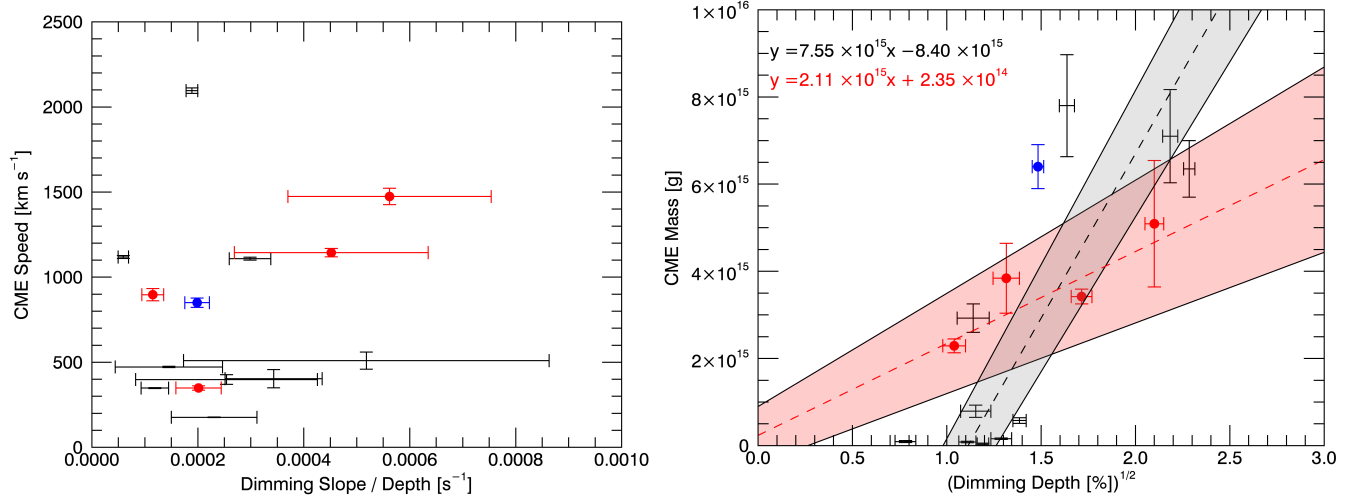 2500
2000
1500
1000
500
0
CME Speed [km s⁻¹]
0.0000 0.0002 0.0004 0.0006 0.0008 0.0010
Dimming Slope / Depth [s⁻¹]
1×10¹⁶
8×10¹⁵
6×10¹⁵
4×10¹⁵
2×10¹⁵
0
CME Mass [g]
y =7.55 ×10¹⁵x −8.40 ×10¹⁵
y =2.11 ×10¹⁵x + 2.35 ×10¹⁴
0.0 0.5 1.0 1.5 2.0 2.5 3.0
(Dimming Depth [%])¹/²